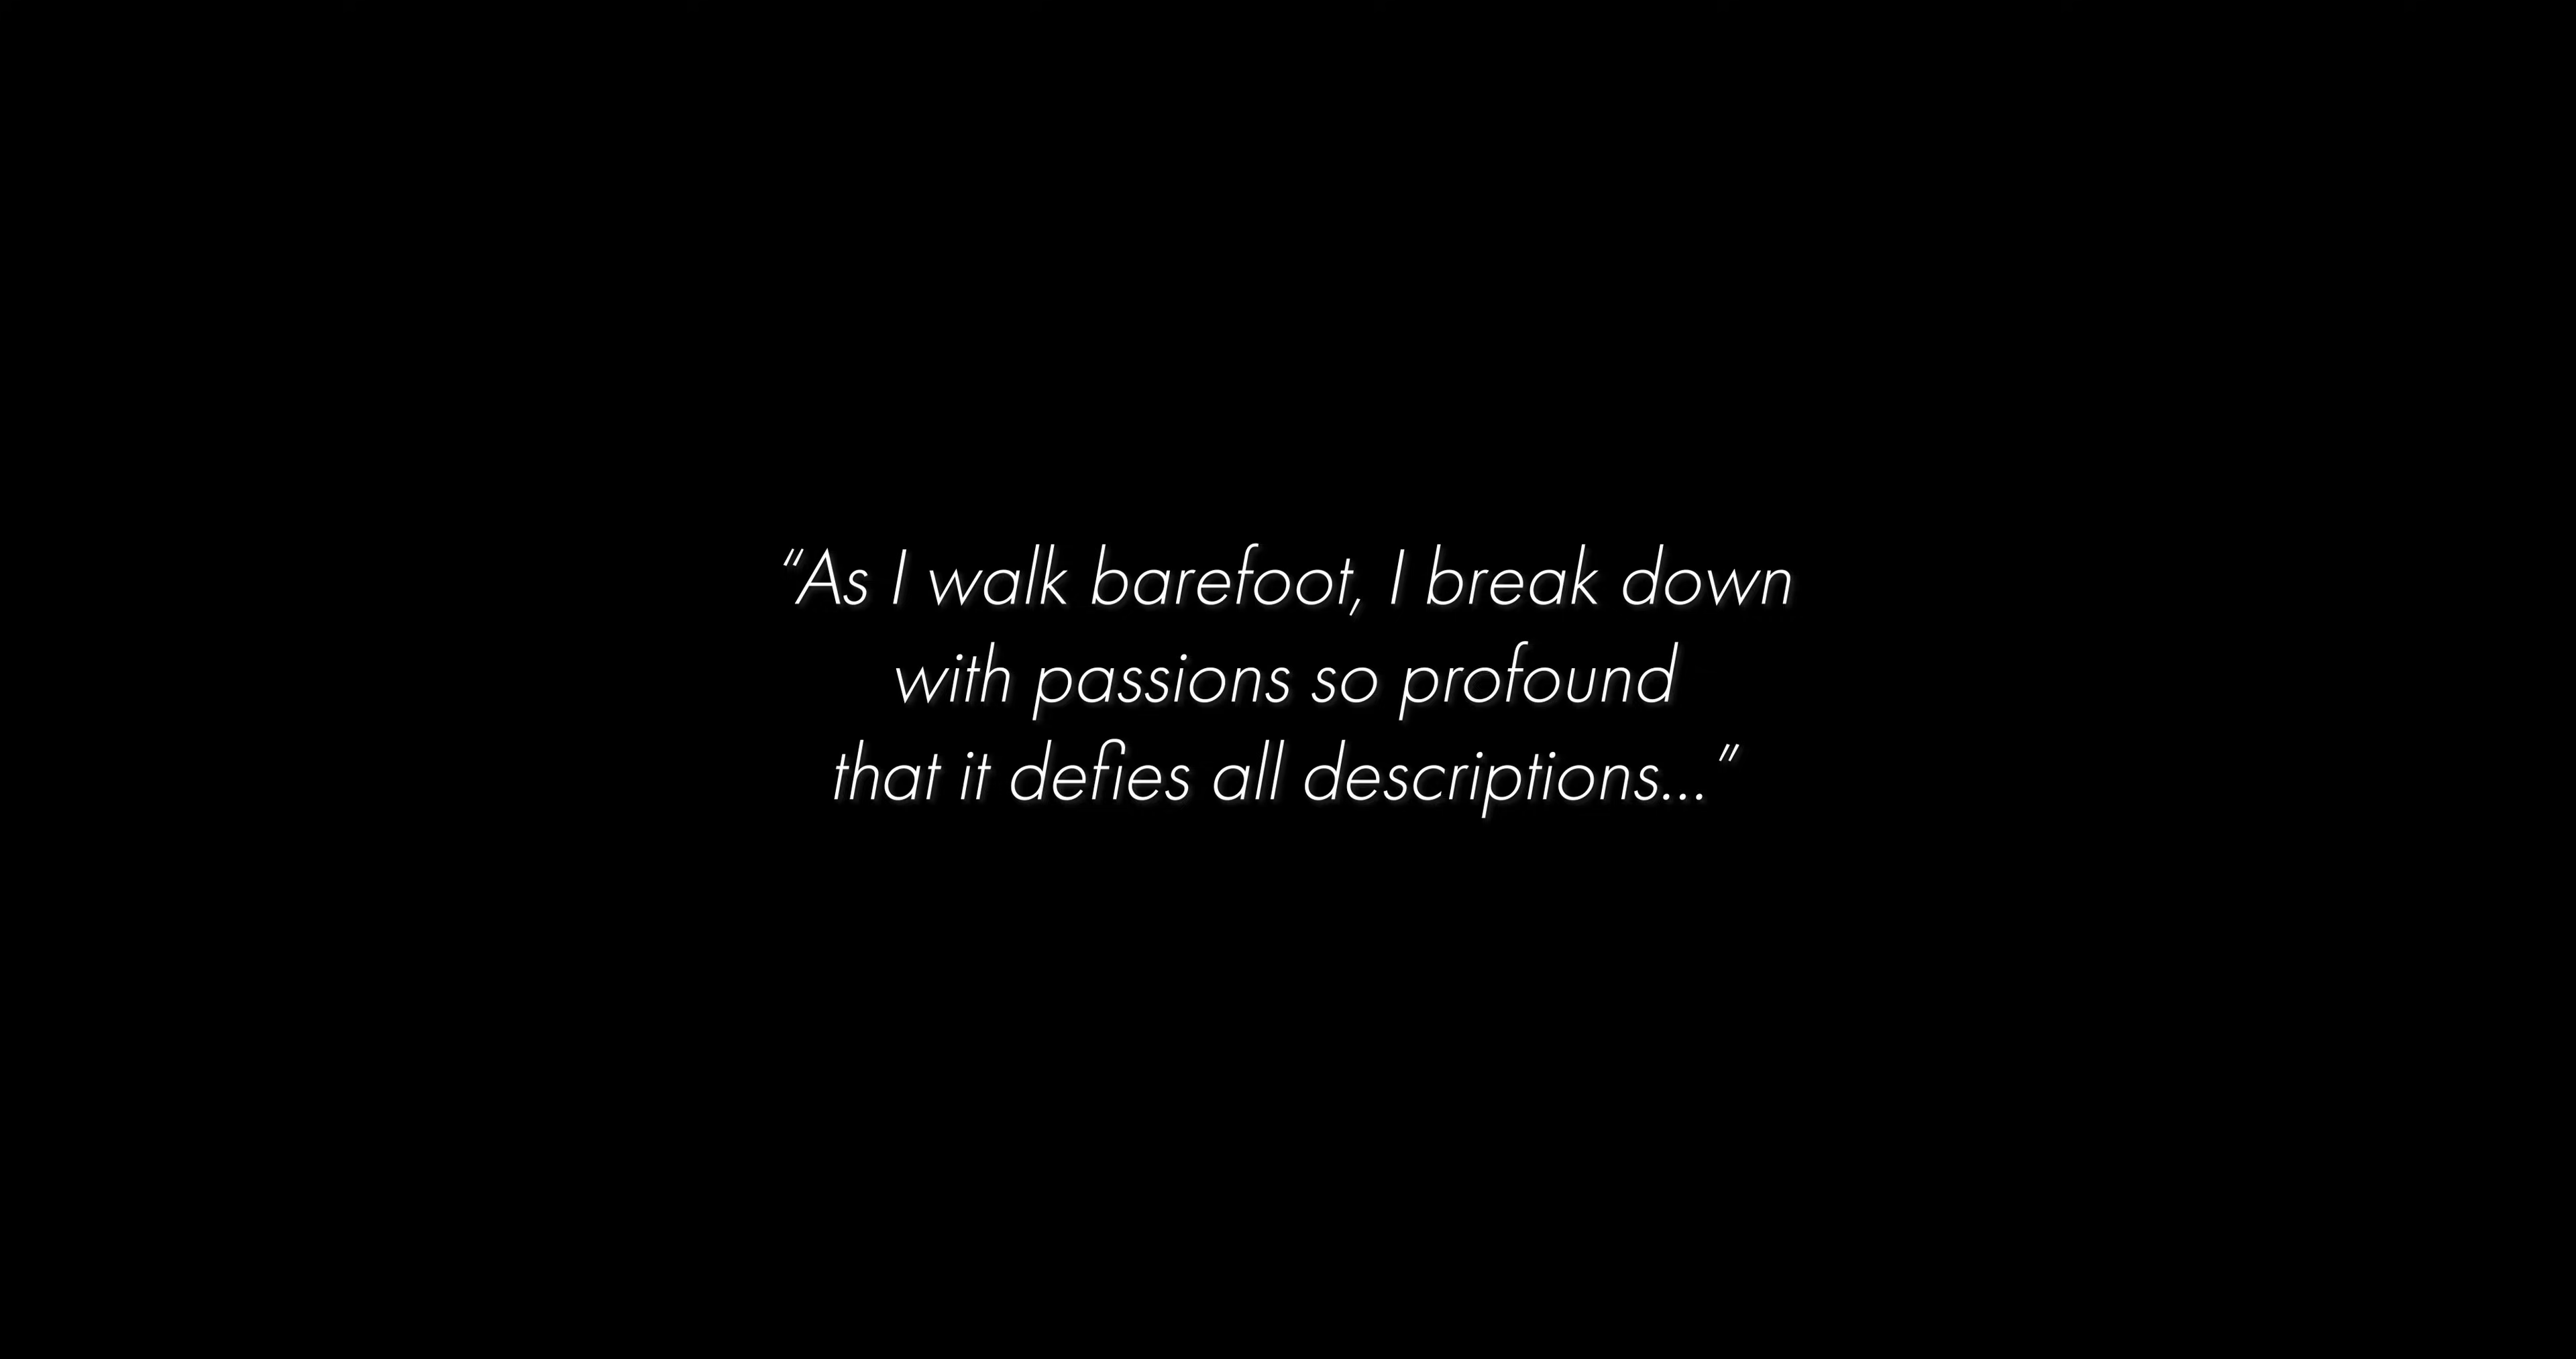 “As I walk barefoot, I break down
with passions so profound
that it defies all descriptions...”